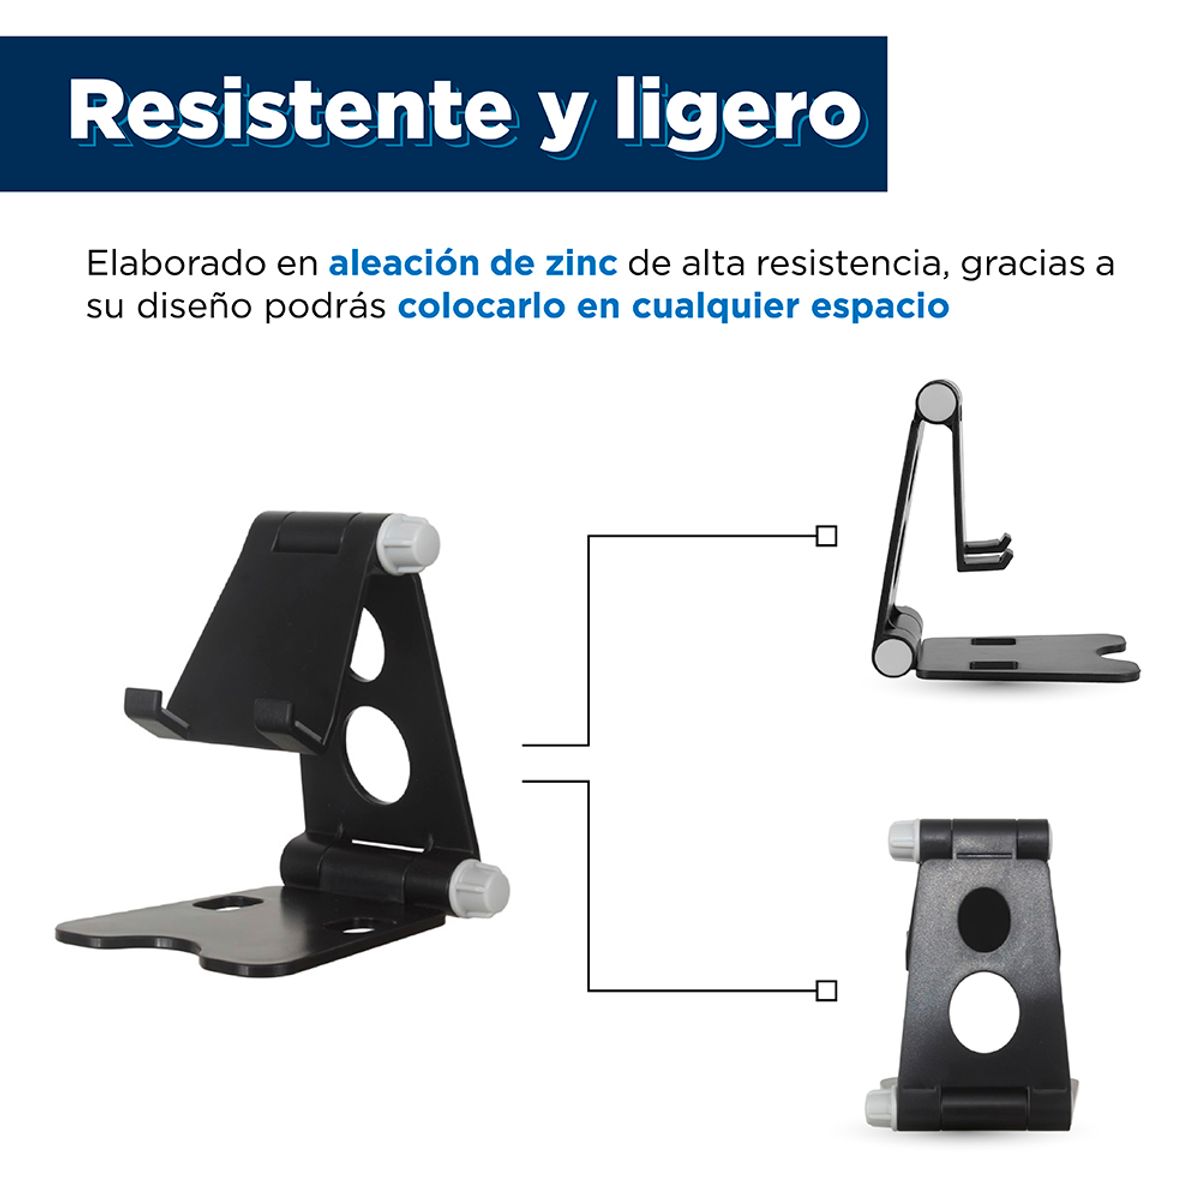 Resistente y ligero
Elaborado en aleación de zinc de alta resistencia, gracias a
su diseño podrás colocarlo en cualquier espacio